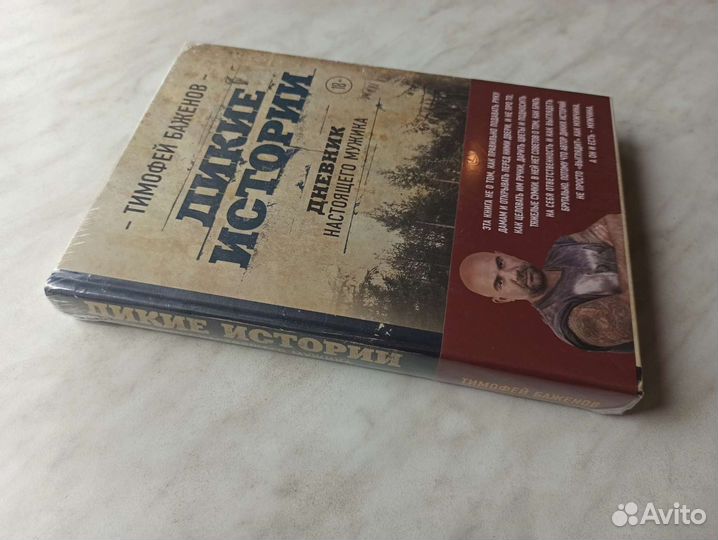 – ТИМОФЕЙ БАЖЕНОВ –
ДИКИЕ
ИСТОРИИ
ДНЕВНИК
НАСТОЯЩЕГО МУЖИКА
18+
ЭТА КНИГА НЕ О ТОМ, КАК ПРАВИЛЬНО ПОДАВАТЬ РУКУ
ДАМАМ И ОТКРЫВАТЬ ПЕРЕД НИМИ ДВЕРИ. И НЕ ПРО ТО,
КАК ЦЕЛОВАТЬ ИМ РУЧКИ, ДАРИТЬ ЦВЕТЫ И ПОДНОСИТЬ
ТЯЖЕЛЫЕ СУМКИ. В НЕЙ НЕТ СОВЕТОВ О ТОМ, КАК БРАТЬ
НА СЕБЯ ОТВЕТСТВЕННОСТЬ И КАК ВЫГЛЯДЕТЬ
БРУТАЛЬНО. ПОТОМУ ЧТО АВТОР ДИКИХ ИСТОРИЙ
НЕ ПРОСТО «ВЫГЛЯДИТ» КАК МУЖЧИНА,
А ОН И ЕСТЬ – МУЖЧИНА.
ДИКИЕ ИСТОРИИ
ТИМОФЕЙ БАЖЕНОВ
Avito